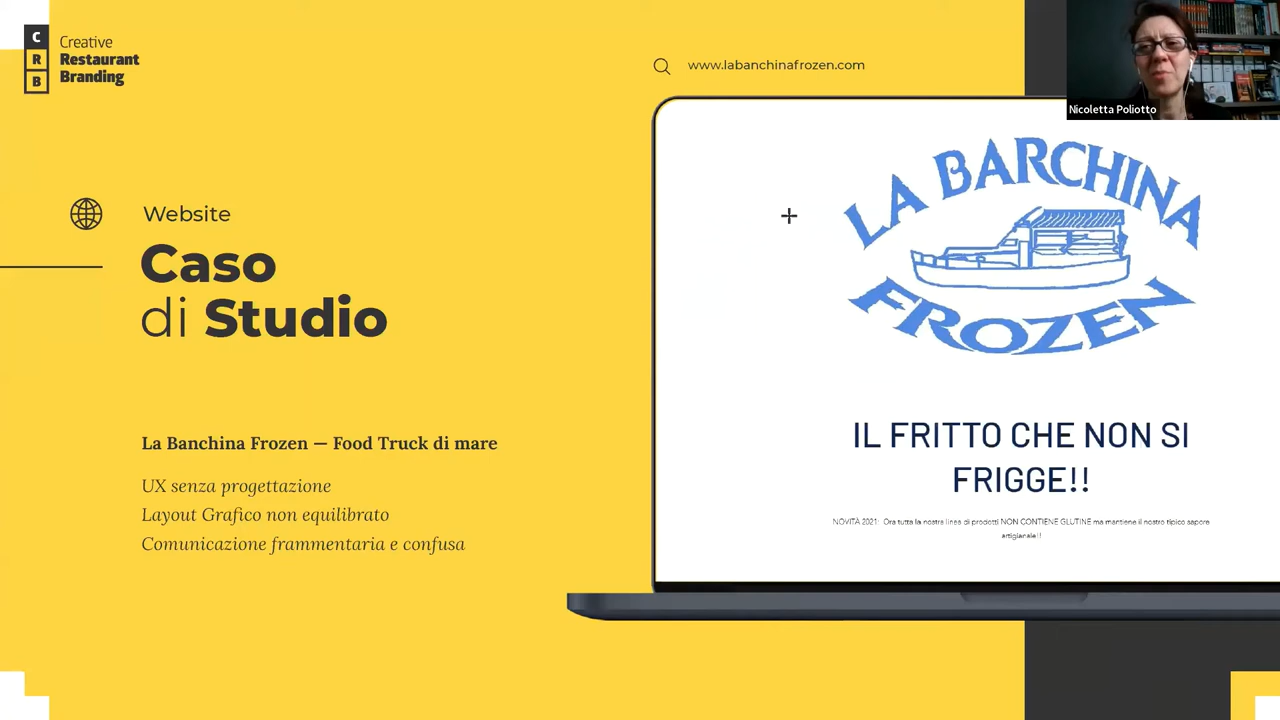 C
R
B
Creative
Restaurant
Branding
www.labanchinafrozen.com
Nicoletta Poliotto
Website
Caso
di Studio
La Banchina Frozen — Food Truck di mare
UX senza progettazione
Layout Grafico non equilibrato
Comunicazione frammentaria e confusa
LA BARCHINA
FROZEN
IL FRITTO CHE NON SI
FRIGGE!!
NOVITÀ 2021: Ora tutta la nostra linea di prodotti NON CONTIENE GLUTINE ma mantiene il nostro tipico sapore
artigianale!!